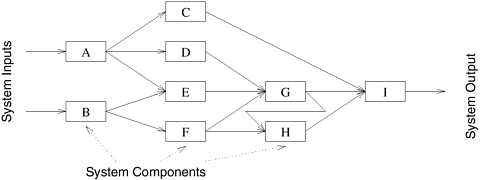 System Inputs
A
B
C
D
E
F
G
H
I
System Output
System Components